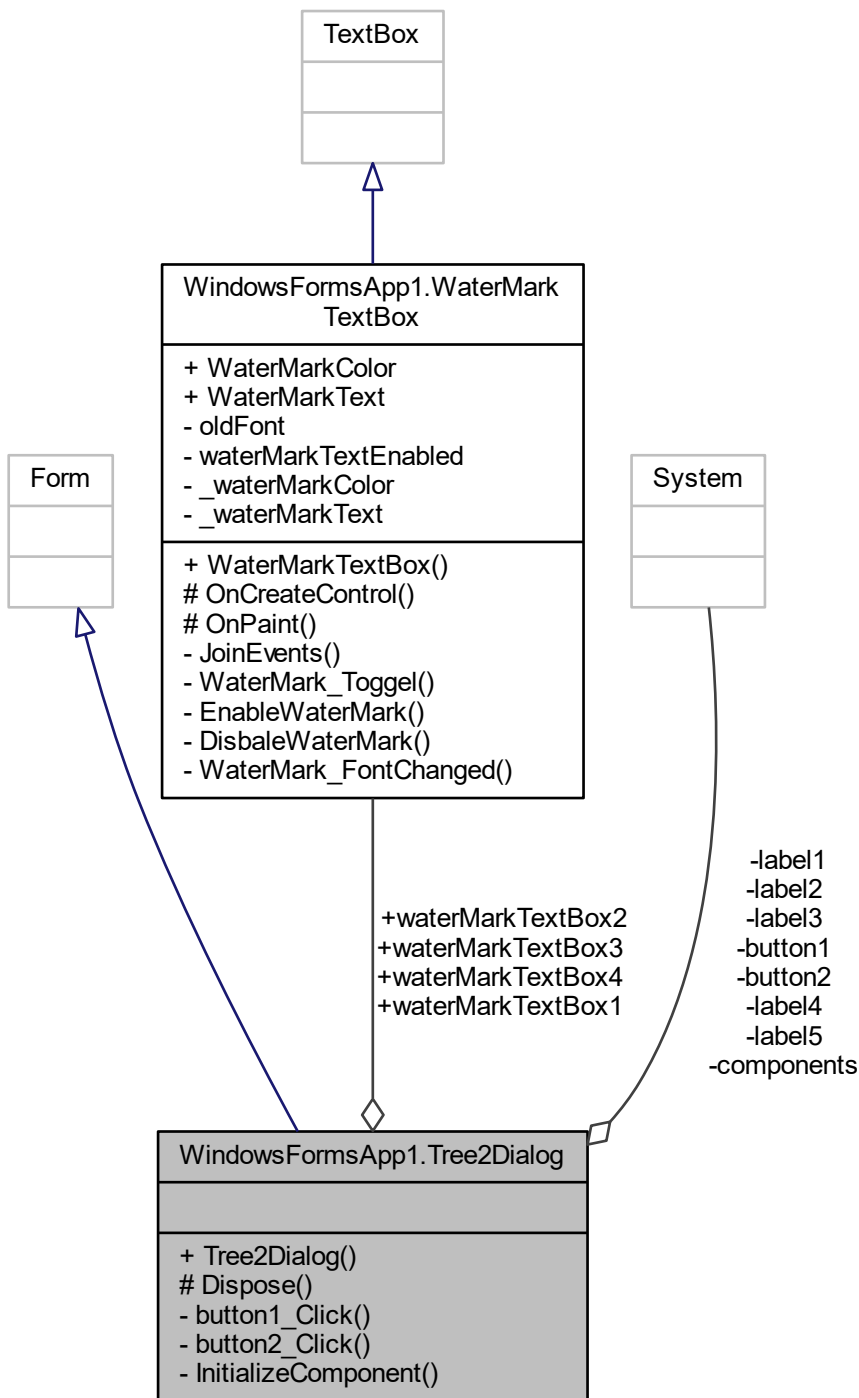 TextBox
WindowsFormsApp1.WaterMark
TextBox
+ WaterMarkColor
+ WaterMarkText
- oldFont
- waterMarkTextEnabled
- _waterMarkColor
- _waterMarkText
+ WaterMarkTextBox()
# OnCreateControl()
# OnPaint()
- JoinEvents()
- WaterMark_Toggel()
- EnableWaterMark()
- DisbaleWaterMark()
- WaterMark_FontChanged()
Form
System
+waterMarkTextBox2
+waterMarkTextBox3
+waterMarkTextBox4
+waterMarkTextBox1
-label1
-label2
-label3
-button1
-button2
-label4
-label5
-components
WindowsFormsApp1.Tree2Dialog
+ Tree2Dialog()
# Dispose()
- button1_Click()
- button2_Click()
- InitializeComponent()